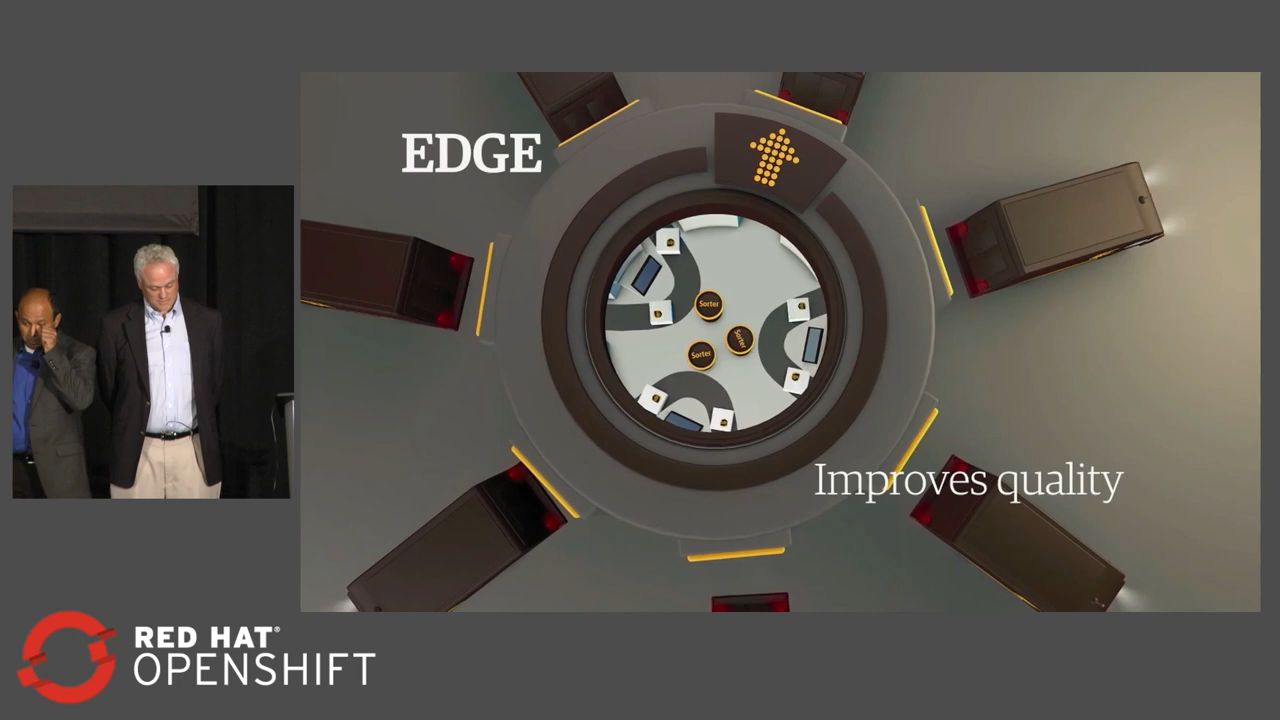 EDGE
Sorter
Sorter
Sorter
Improves quality
RED HAT®
OPENSHIFT